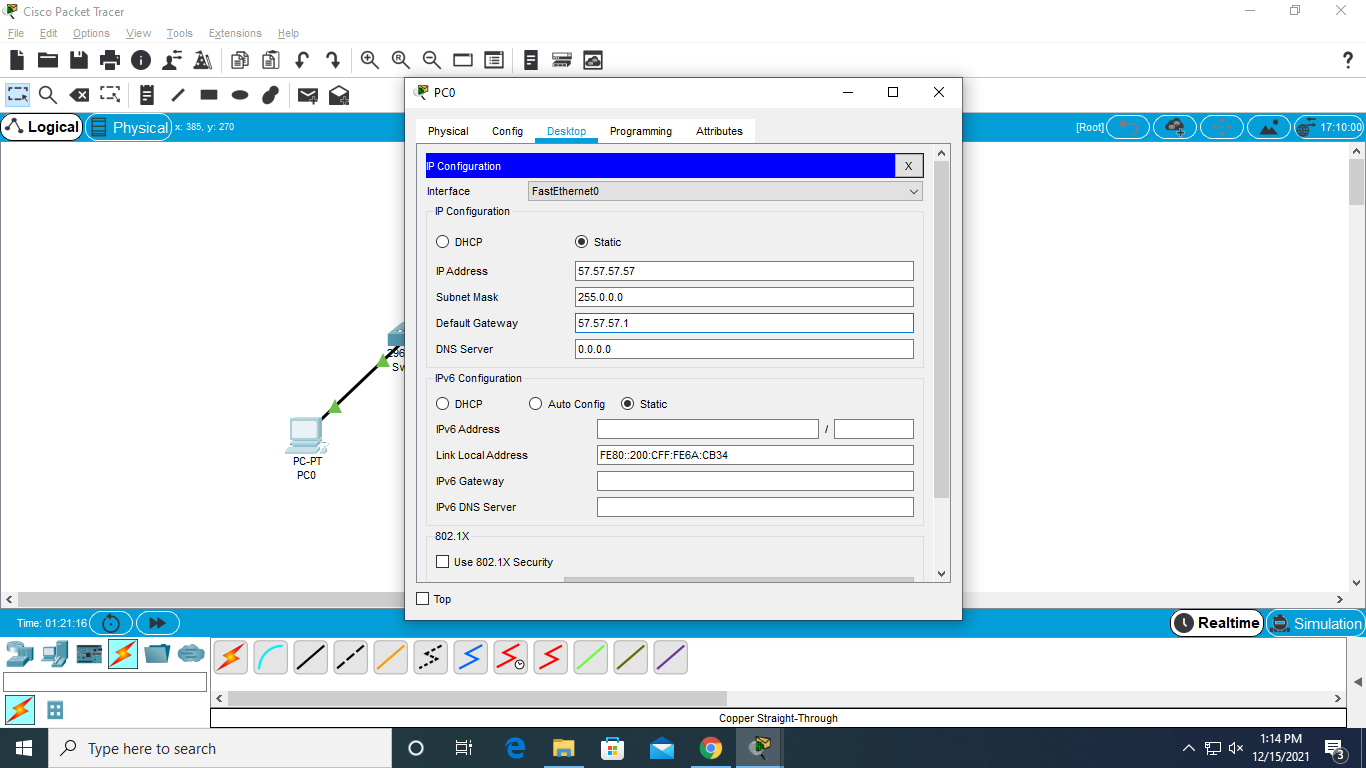 Cisco Packet Tracer
File Edit Options View Tools Extensions Help
R
?
Logical
Physical
x: 385, y: 270
[Root]
17:10:00
PC0
Physical Config Desktop Programming Attributes
IP Configuration
X
Interface
FastEthernet0
IP Configuration
DHCP
Static
IP Address
57.57.57.57
Subnet Mask
255.0.0.0
Default Gateway
57.57.57.1
DNS Server
0.0.0.0
IPv6 Configuration
DHCP
Auto Config
Static
IPv6 Address
/
Link Local Address
FE80::200:CFF:FE6A:CB34
IPv6 Gateway
IPv6 DNS Server
802.1X
Use 802.1X Security
Top
296
Sw
PC-PT
PC0
Time: 01:21:16
Realtime
Simulation
Copper Straight-Through
Type here to search
1:14 PM
12/15/2021
3